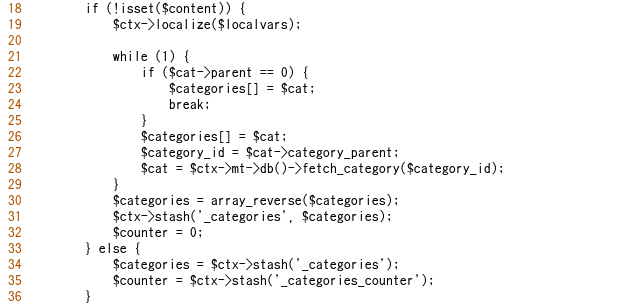 18 if (!isset($content)) {
19 $ctx->localize($localvars);
20
21 while (1) {
22 if ($cat->parent == 0) {
23 $categories[] = $cat;
24 break;
25 }
26 $categories[] = $cat;
27 $category_id = $cat->category_parent;
28 $cat = $ctx->mt->db()->fetch_category($category_id);
29 }
30 $categories = array_reverse($categories);
31 $ctx->stash('_categories', $categories);
32 $counter = 0;
33 } else {
34 $categories = $ctx->stash('_categories');
35 $counter = $ctx->stash('_categories_counter');
36 }